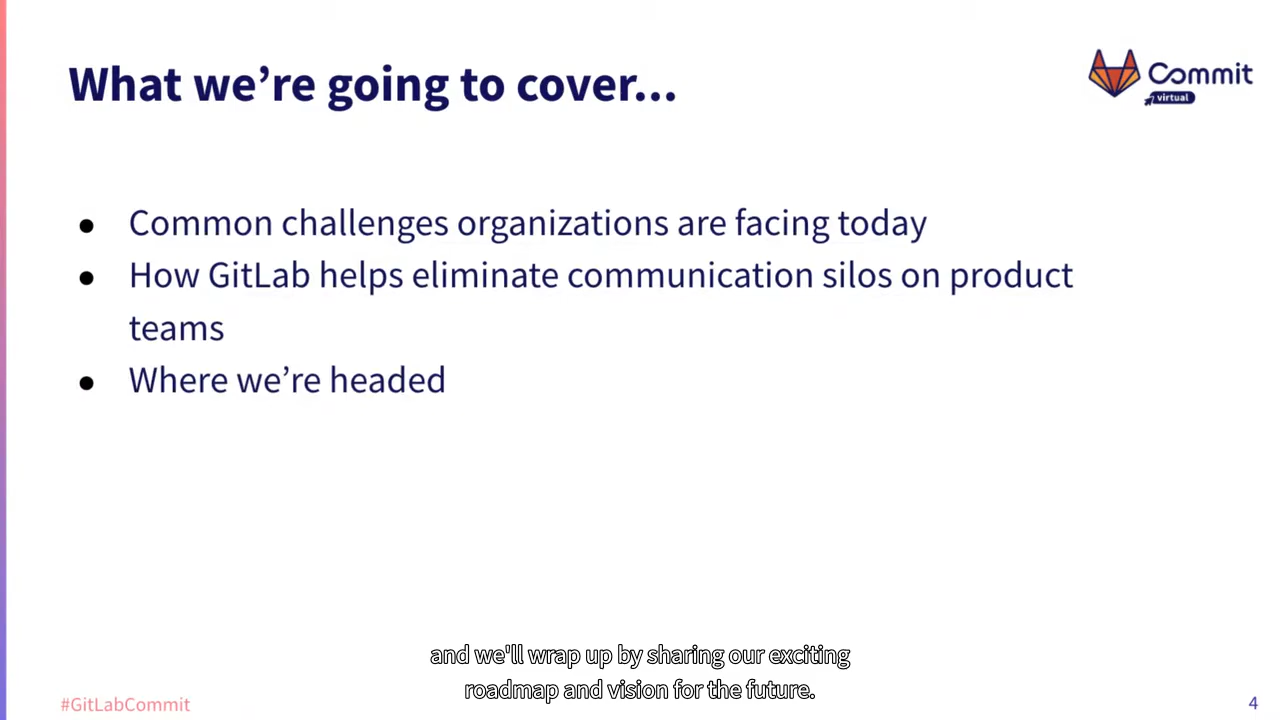 What we’re going to cover...
Commit
virtual
● Common challenges organizations are facing today
● How GitLab helps eliminate communication silos on product
teams
● Where we’re headed
and we'll wrap up by sharing our exciting
roadmap and vision for the future.
#GitLabCommit
4